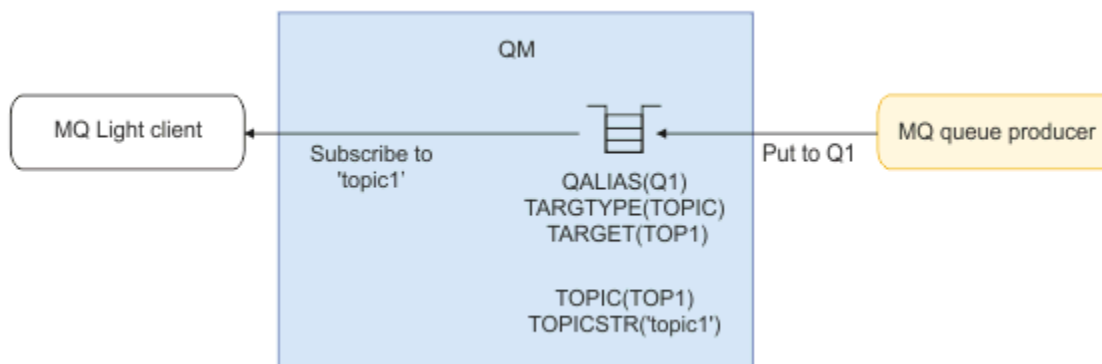 QM
MQ Light client
Subscribe to
'topic1'
Put to Q1
MQ queue producer
QALIAS(Q1)
TARGTYPE(TOPIC)
TARGET(TOP1)
TOPIC(TOP1)
TOPICSTR('topic1')